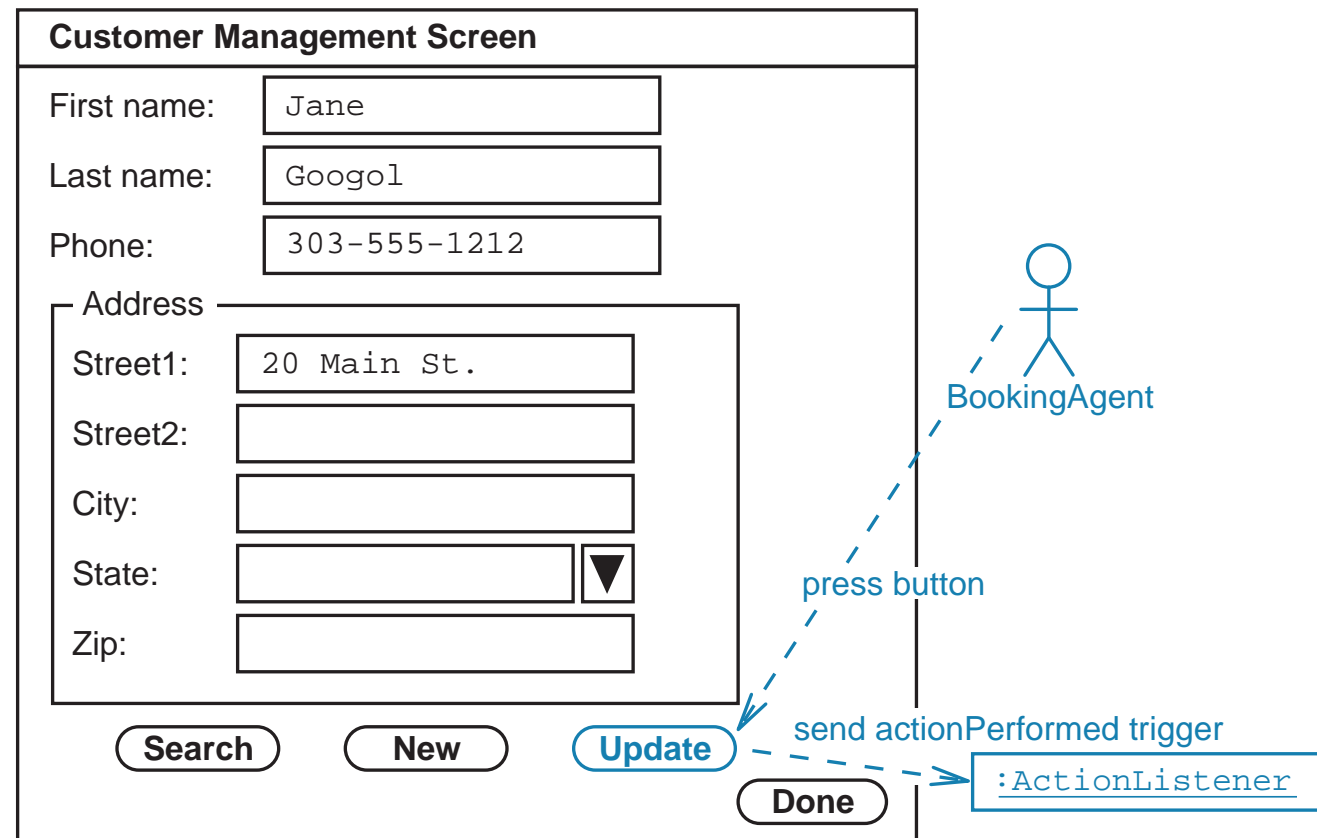 Customer Management Screen
First name: Jane
Last name: Googol
Phone: 303-555-1212
Address
Street1: 20 Main St.
Street2:
City:
State:
Zip:
BookingAgent
press button
send actionPerformed trigger
Search New Update
:ActionListener
Done